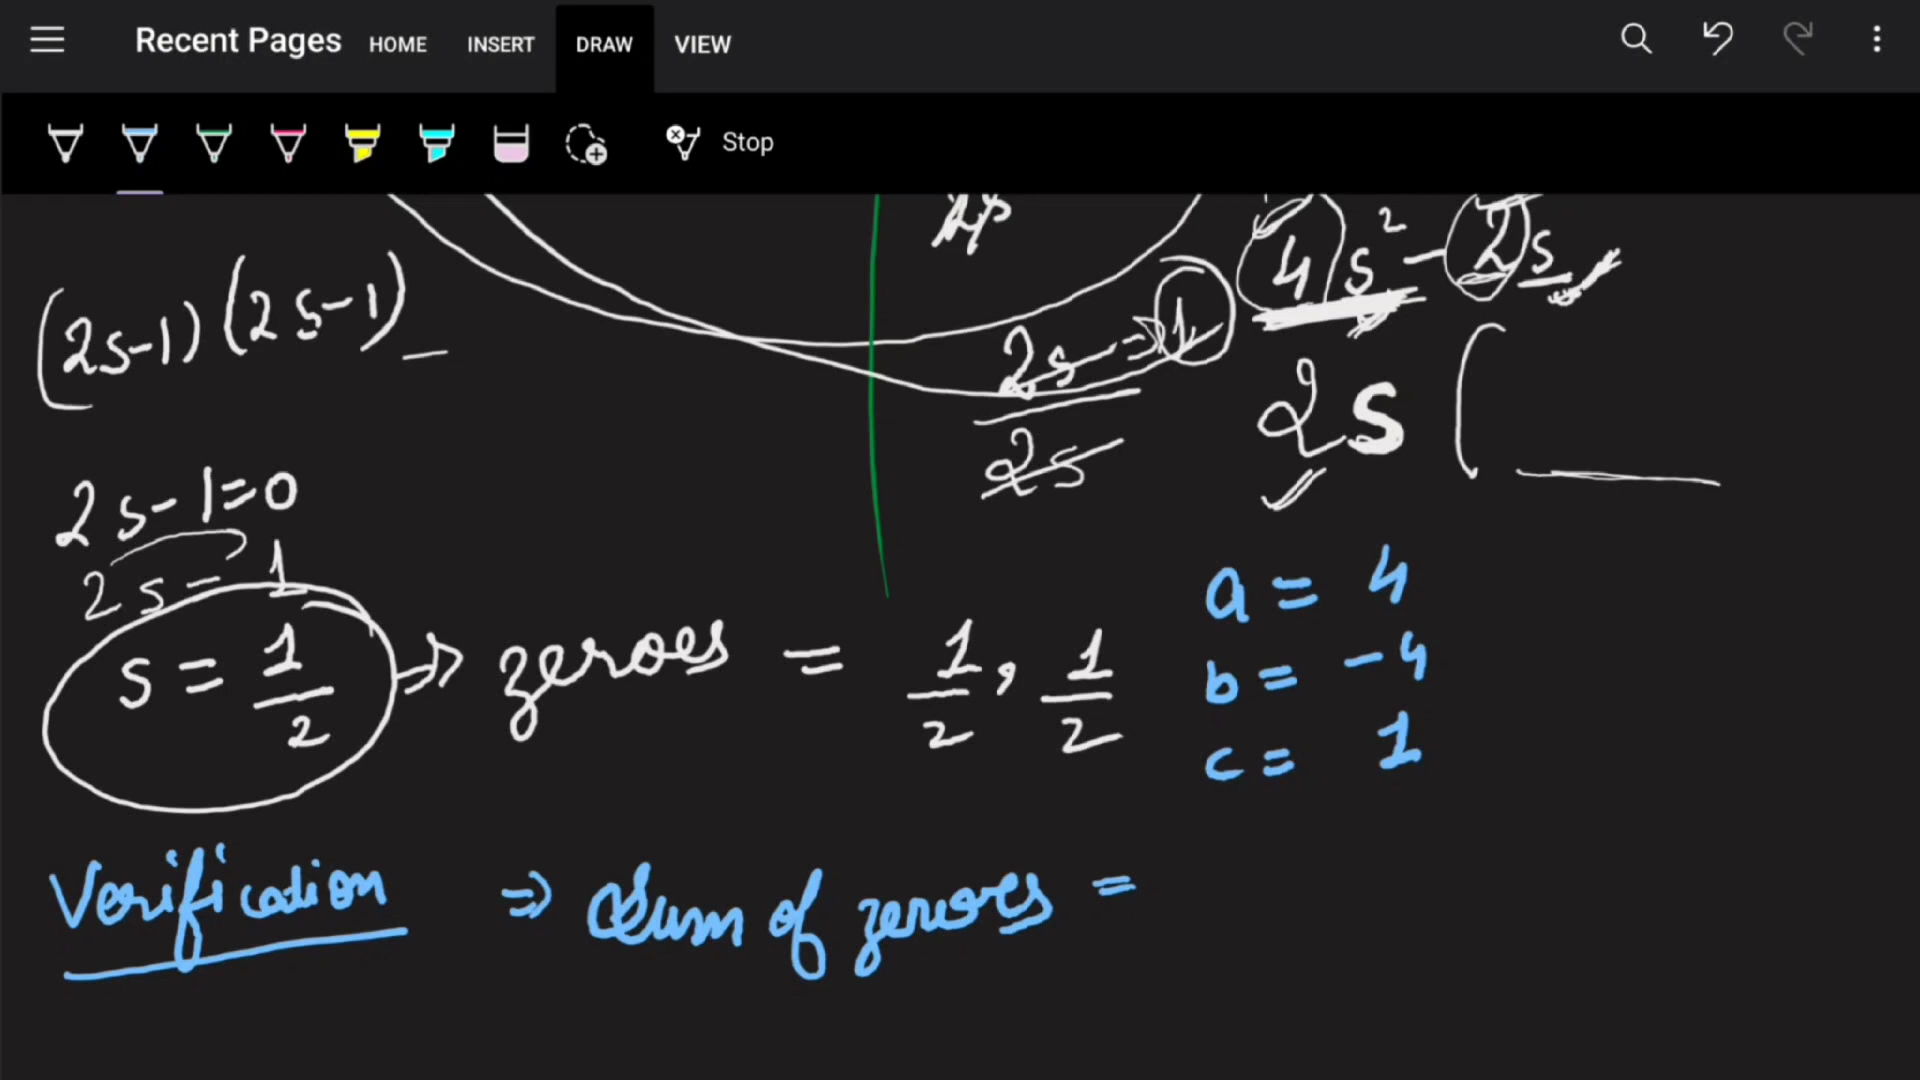 Recent Pages HOME INSERT DRAW VIEW
Stop
4s² - 2s
(2s-1)(2s-1)
2s = 1
2s
2s (
2s-1=0
2s = 1
s = 1/2 ⇒ zeroes = 1/2, 1/2
a = 4
b = -4
c = 1
Verification ⇒ Sum of zeroes =